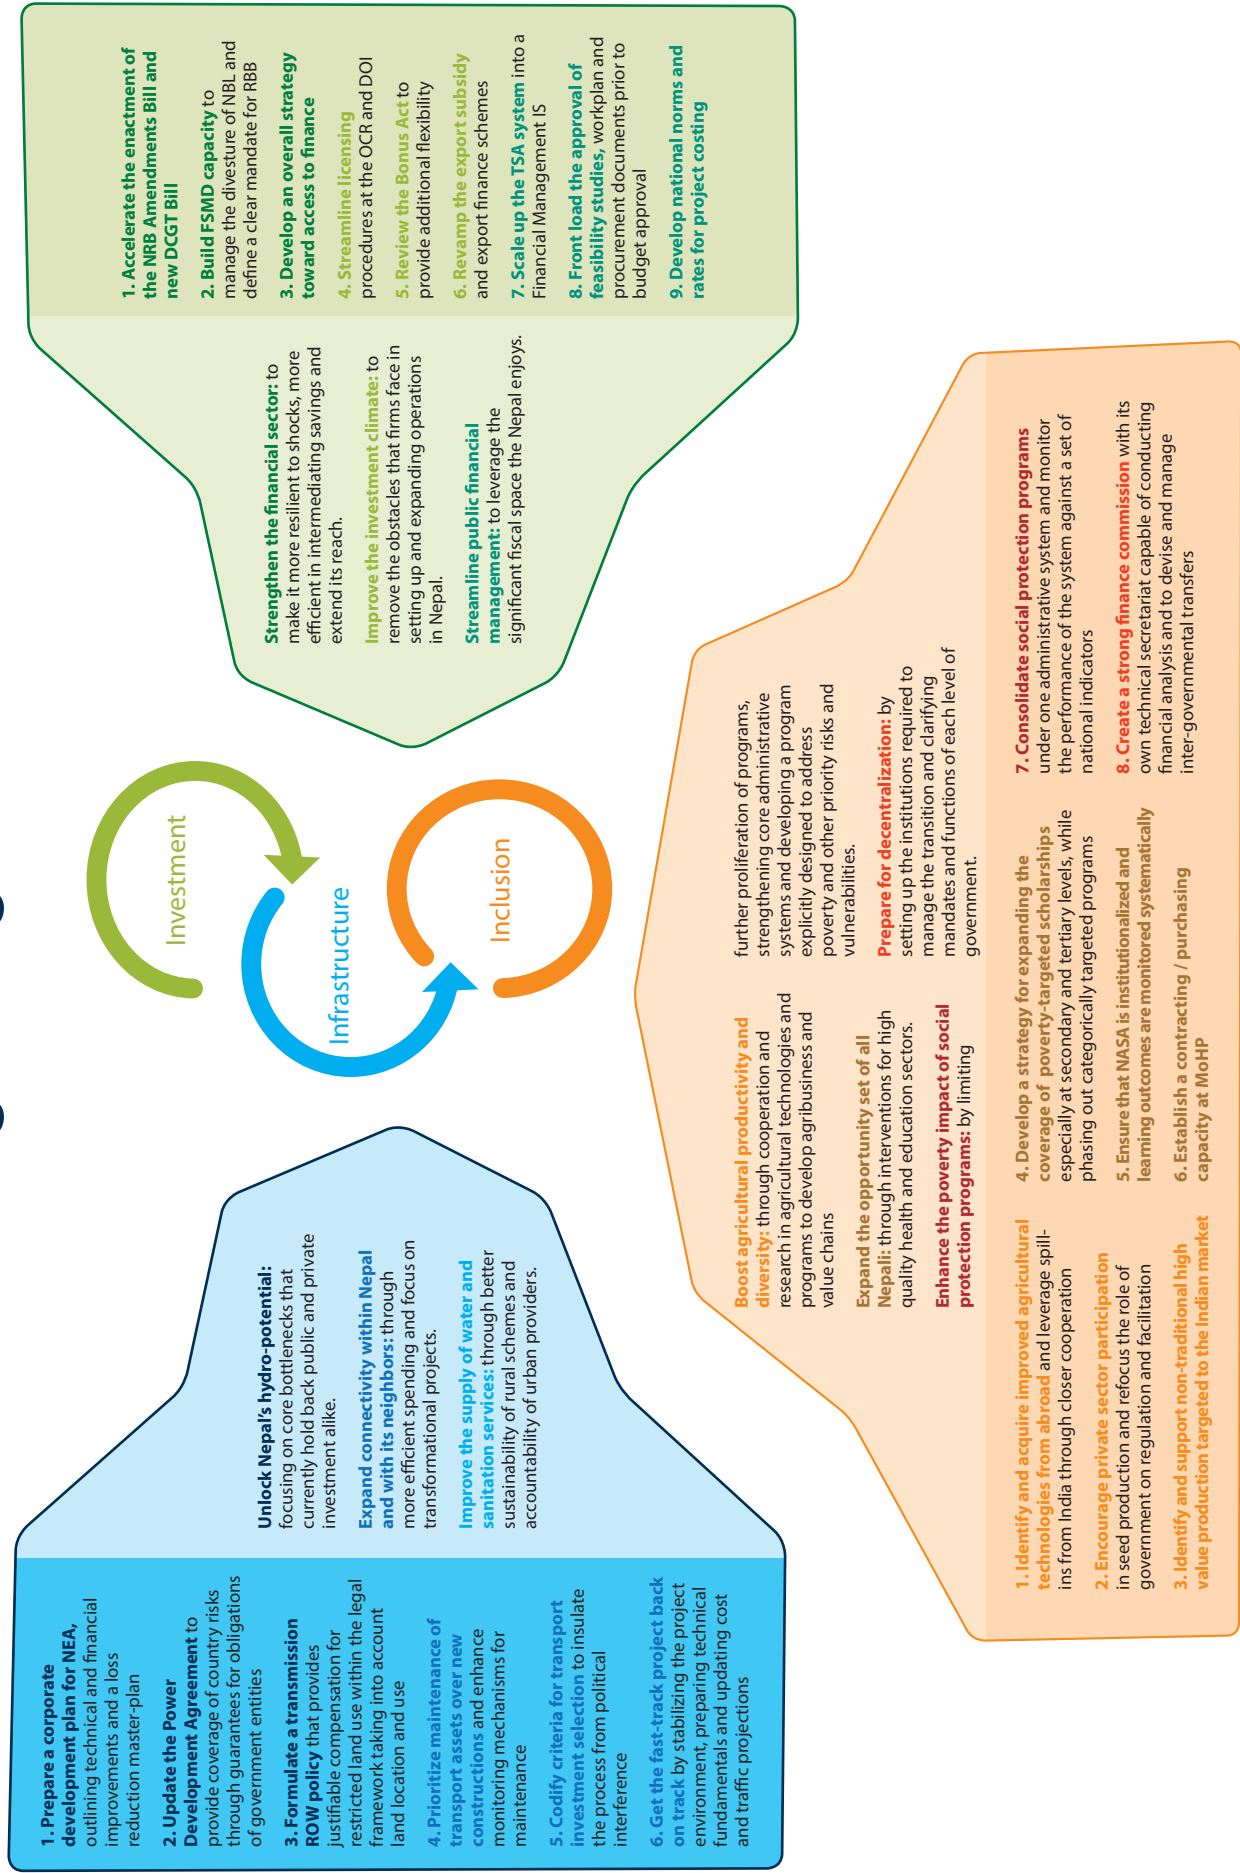 1. Prepare a corporate
development plan for NEA,
outlining technical and financial
improvements and a loss
reduction master-plan
2. Update the Power
Development Agreement to
provide coverage of country risks
through guarantees for obligations
of government entities
3. Formulate a transmission
ROW policy that provides
justifiable compensation for
restricted land use within the legal
framework taking into account
land location and use
4. Prioritize maintenance of
transport assets over new
constructions and enhance
monitoring mechanisms for
maintenance
5. Codify criteria for transport
investment selection to insulate
the process from political
interference
6. Get the fast-track project back
on track by stabilizing the project
environment, preparing technical
fundamentals and updating cost
and traffic projections
Unlock Nepal's hydro-potential:
focusing on core bottlenecks that
currently hold back public and private
investment alike.
Expand connectivity within Nepal
and with its neighbors: through
more efficient spending and focus on
transformational projects.
Improve the supply of water and
sanitation services: through better
sustainability of rural schemes and
accountability of urban providers.
Investment
Infrastructure
Inclusion
Strengthen the financial sector: to
make it more resilient to shocks, more
efficient in intermediating savings and
extend its reach.
Improve the investment climate: to
remove the obstacles that firms face in
setting up and expanding operations
in Nepal.
Streamline public financial
management: to leverage the
significant fiscal space the Nepal enjoys.
1. Accelerate the enactment of
the NRB Amendments Bill and
new DCGT Bill
2. Build FSMD capacity to
manage the divesture of NBL and
define a clear mandate for RBB
3. Develop an overall strategy
toward access to finance
4. Streamline licensing
procedures at the OCR and DOI
5. Review the Bonus Act to
provide additional flexibility
6. Revamp the export subsidy
and export finance schemes
7. Scale up the TSA system into a
Financial Management IS
8. Front load the approval of
feasibility studies, workplan and
procurement documents prior to
budget approval
9. Develop national norms and
rates for project costing
Boost agricultural productivity and
diversity: through cooperation and
research in agricultural technologies and
programs to develop agribusiness and
value chains
Expand the opportunity set of all
Nepali: through interventions for high
quality health and education sectors.
Enhance the poverty impact of social
protection programs: by limiting
further proliferation of programs,
strengthening core administrative
systems and developing a program
explicitly designed to address
poverty and other priority risks and
vulnerabilities.
Prepare for decentralization: by
setting up the institutions required to
manage the transition and clarifying
mandates and functions of each level of
government.
1. Identify and acquire improved agricultural
technologies from abroad and leverage spill-
ins from India through closer cooperation
2. Encourage private sector participation
in seed production and refocus the role of
government on regulation and facilitation
3. Identify and support non-traditional high
value production targeted to the Indian market
4. Develop a strategy for expanding the
coverage of poverty-targeted scholarships
especially at secondary and tertiary levels, while
phasing out categorically targeted programs
5. Ensure that NASA is institutionalized and
learning outcomes are monitored systematically
6. Establish a contracting / purchasing
capacity at MoHP
7. Consolidate social protection programs
under one administrative system and monitor
the performance of the system against a set of
national indicators
8. Create a strong finance commission with its
own technical secretariat capable of conducting
financial analysis and to devise and manage
inter-governmental transfers